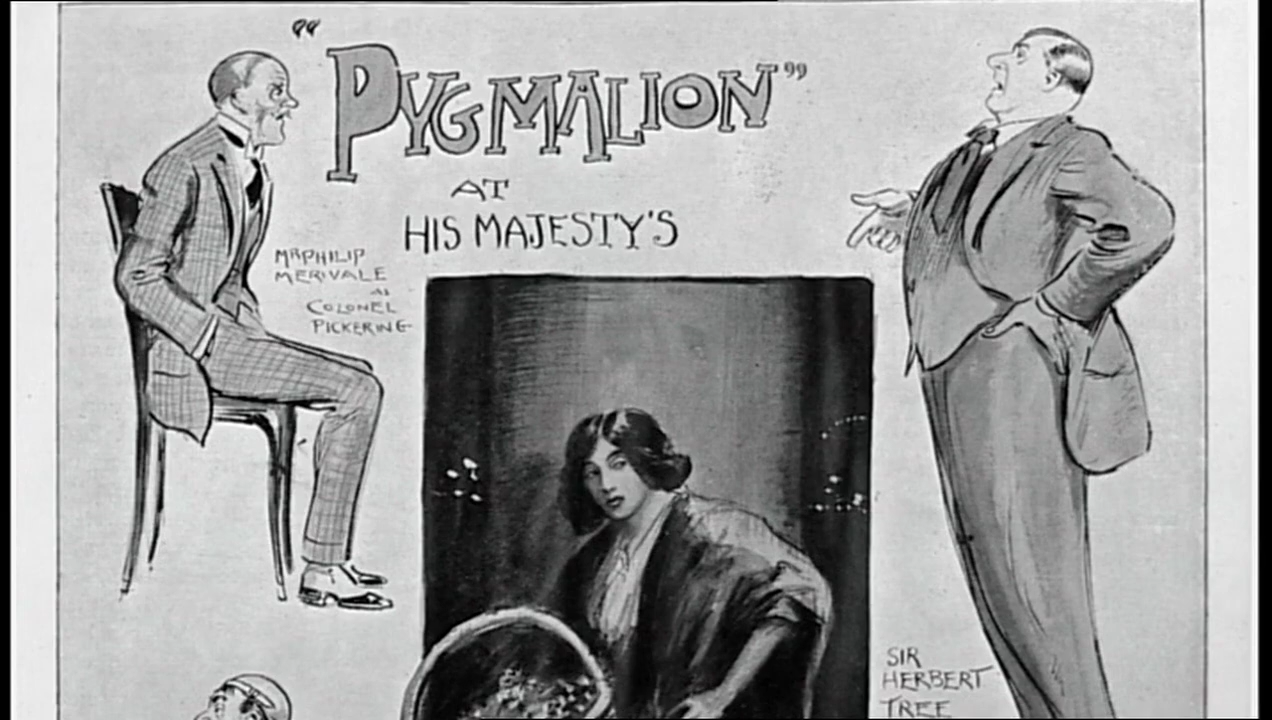 "PYGMALION"
AT
HIS MAJESTY'S
MR PHILIP
MERIVALE
AS
COLONEL
PICKERING
SIR
HERBERT
TREE